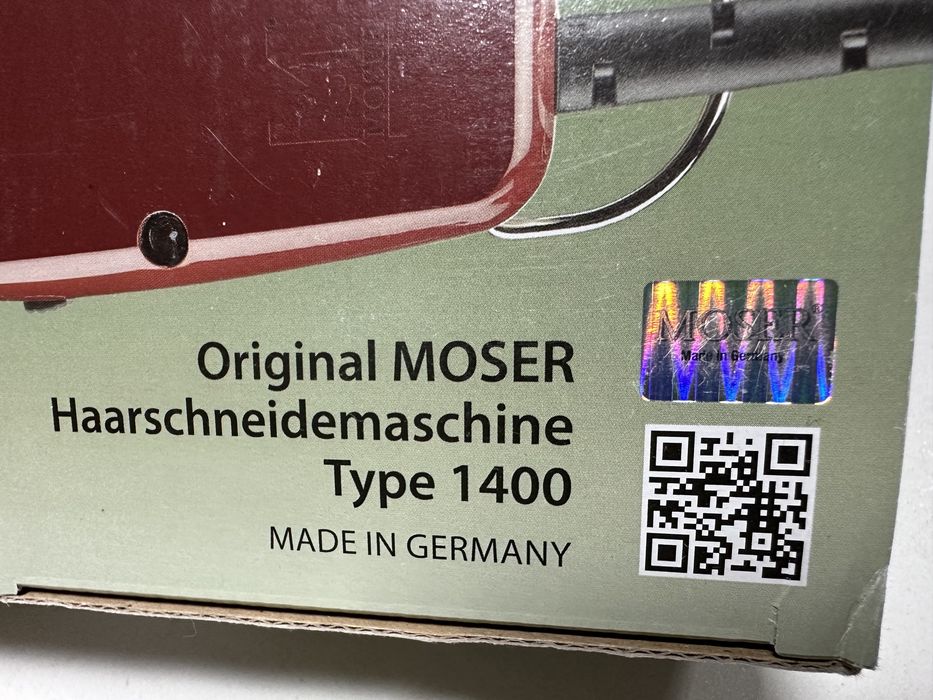 MOSER®
Made in Germany
Original MOSER
Haarschneidemaschine
Type 1400
MADE IN GERMANY